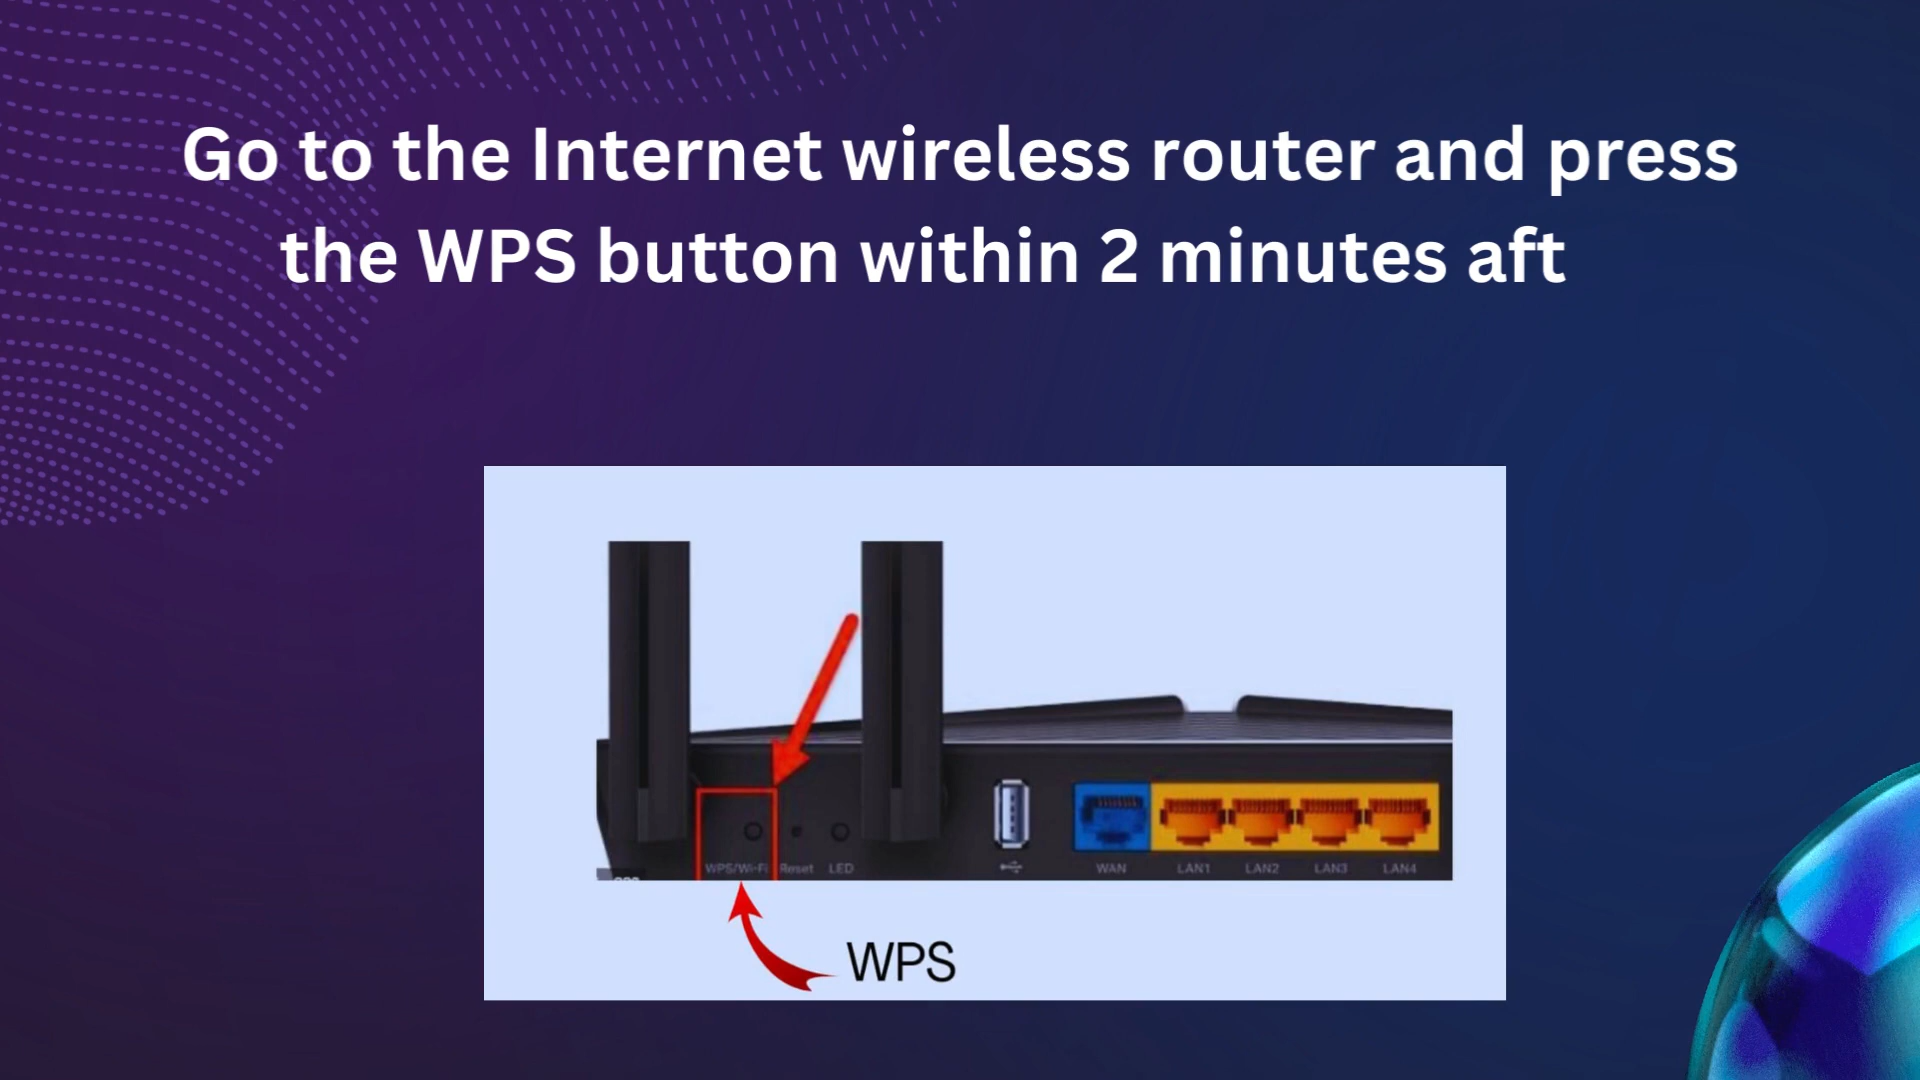 Go to the Internet wireless router and press
the WPS button within 2 minutes aft
WPS/Wi-Fi Reset LED WAN LAN1 LAN2 LAN3 LAN4
WPS